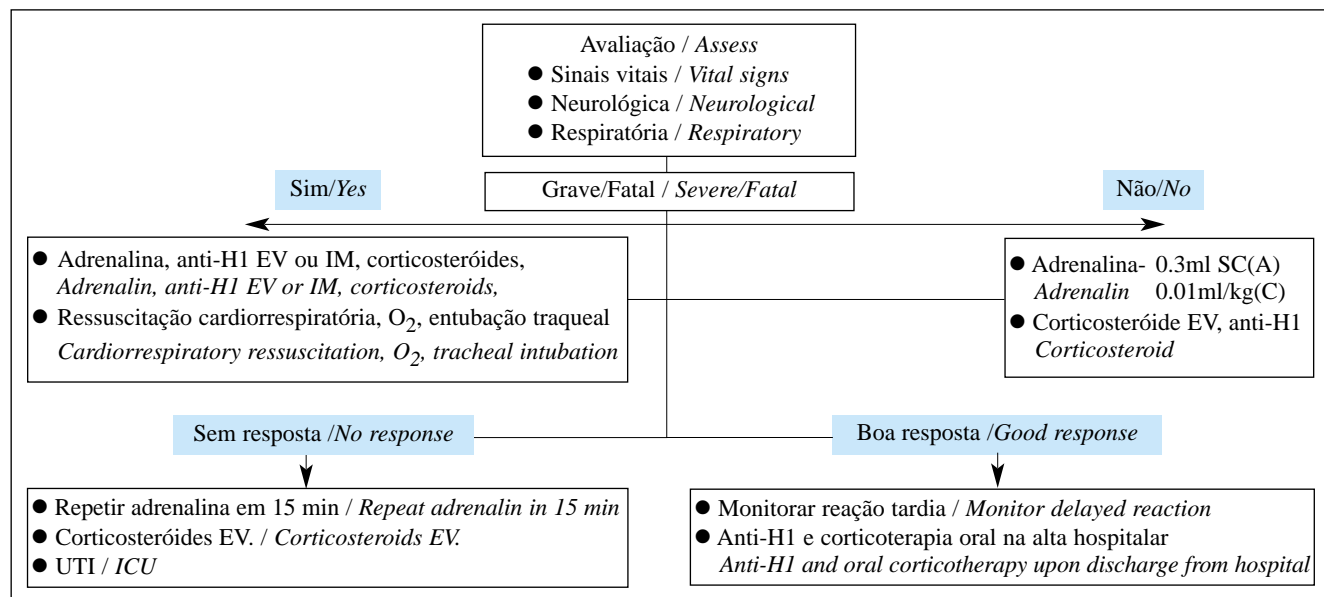 Avaliação / Assess
● Sinais vitais / Vital signs
● Neurológica / Neurological
● Respiratória / Respiratory
Sim/Yes
Grave/Fatal / Severe/Fatal
Não/No
● Adrenalina, anti-H1 EV ou IM, corticosteróides,
Adrenalin, anti-H1 EV or IM, corticosteroids,
● Ressuscitação cardiorrespiratória, O2, entubação traqueal
Cardiorrespiratory ressuscitation, O2, tracheal intubation
● Adrenalina- 0.3ml SC(A)
Adrenalin 0.01ml/kg(C)
● Corticosteróide EV, anti-H1
Corticosteroid
Sem resposta /No response
Boa resposta /Good response
● Repetir adrenalina em 15 min / Repeat adrenalin in 15 min
● Corticosteróides EV. / Corticosteroids EV.
● UTI / ICU
● Monitorar reação tardia / Monitor delayed reaction
● Anti-H1 e corticoterapia oral na alta hospitalar
Anti-H1 and oral corticotherapy upon discharge from hospital